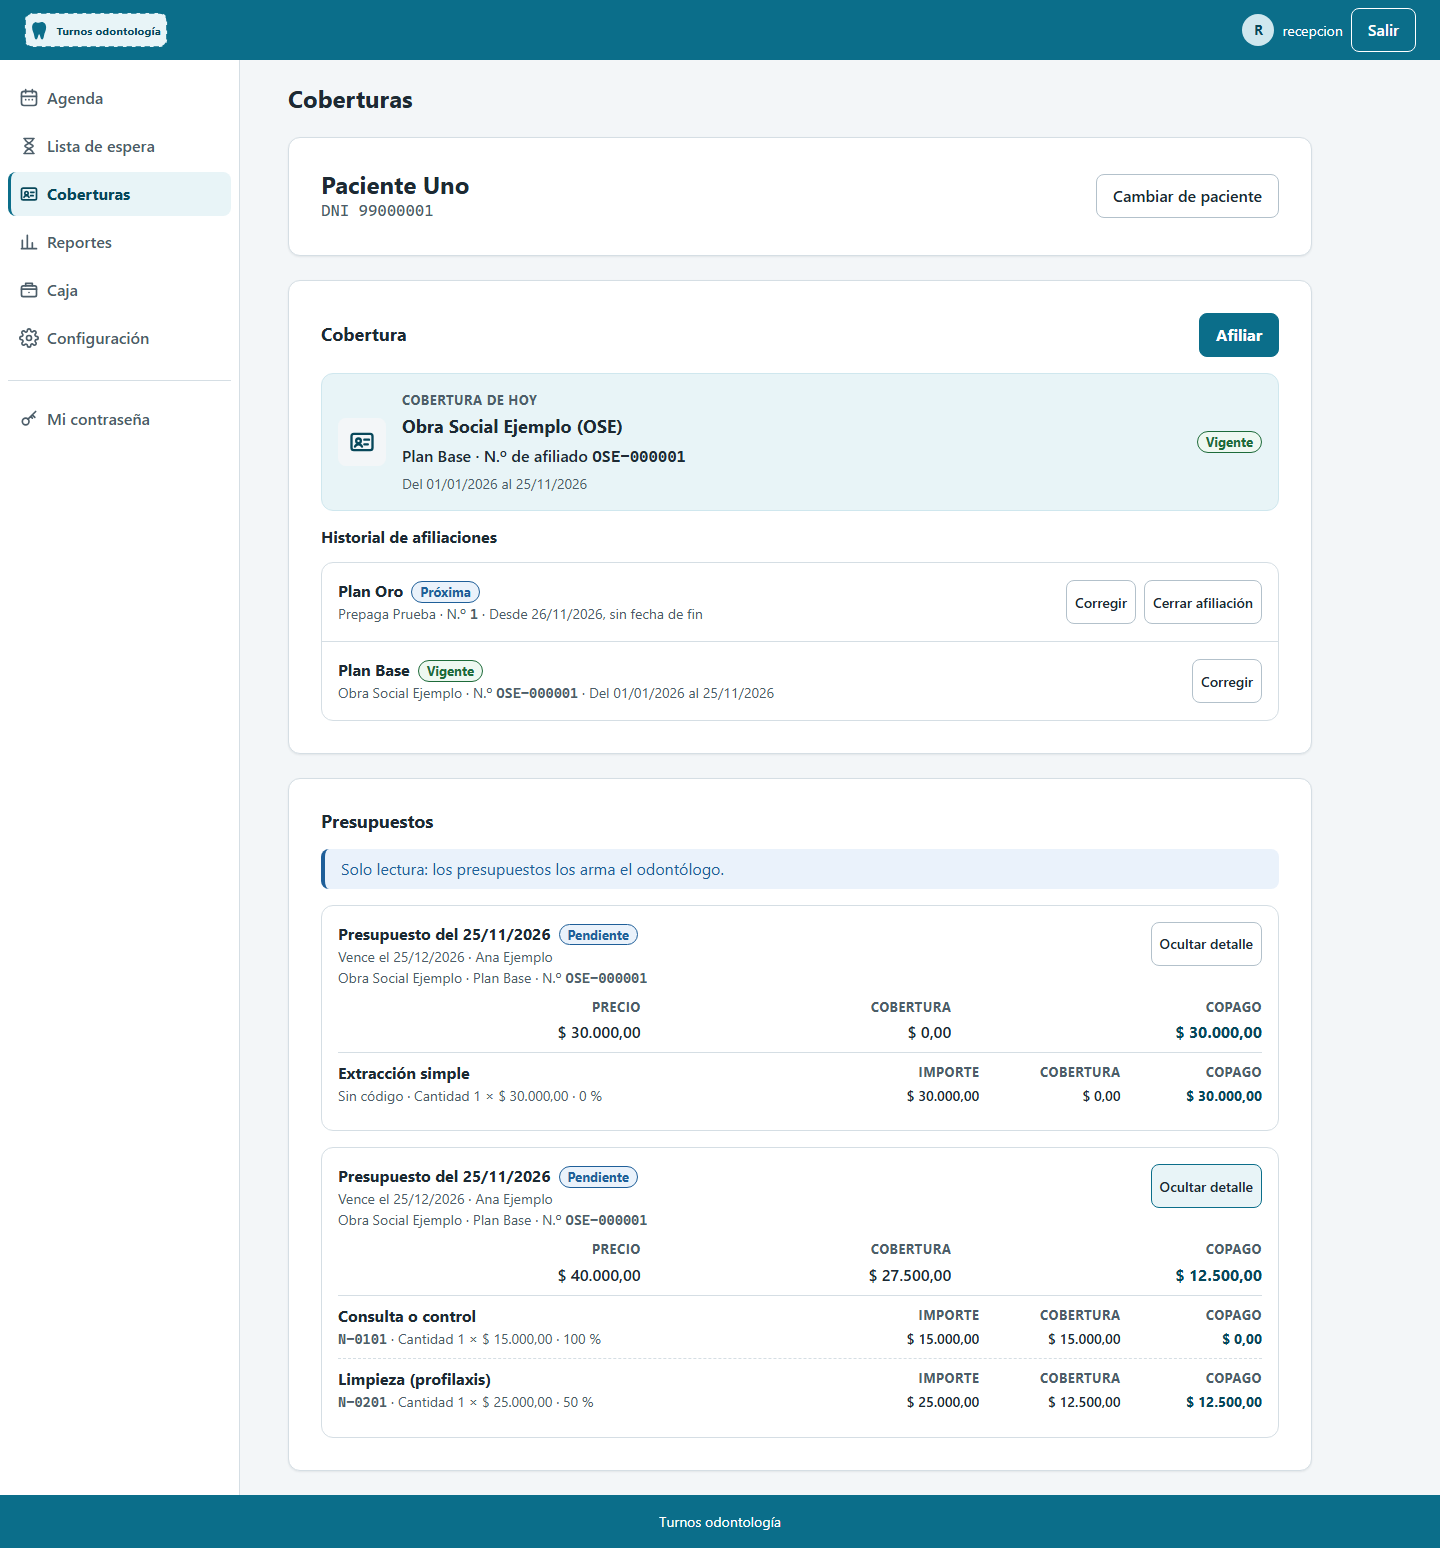 Turnos odontología
R
recepcion
Salir
Agenda
Lista de espera
Coberturas
Reportes
Caja
Configuración
Mi contraseña
Coberturas
Paciente Uno
DNI 99000001
Cambiar de paciente
Cobertura
Afiliar
COBERTURA DE HOY
Obra Social Ejemplo (OSE)
Plan Base · N.º de afiliado OSE-000001
Del 01/01/2026 al 25/11/2026
Vigente
Historial de afiliaciones
Plan Oro Próxima
Prepaga Prueba · N.º 1 · Desde 26/11/2026, sin fecha de fin
Corregir
Cerrar afiliación
Plan Base Vigente
Obra Social Ejemplo · N.º OSE-000001 · Del 01/01/2026 al 25/11/2026
Corregir
Presupuestos
Solo lectura: los presupuestos los arma el odontólogo.
Presupuesto del 25/11/2026 Pendiente
Vence el 25/12/2026 · Ana Ejemplo
Obra Social Ejemplo · Plan Base · N.º OSE-000001
Ocultar detalle
PRECIO COBERTURA COPAGO
$ 30.000,00 $ 0,00 $ 30.000,00
Extracción simple IMPORTE COBERTURA COPAGO
Sin código · Cantidad 1 × $ 30.000,00 · 0 % $ 30.000,00 $ 0,00 $ 30.000,00
Presupuesto del 25/11/2026 Pendiente
Vence el 25/12/2026 · Ana Ejemplo
Obra Social Ejemplo · Plan Base · N.º OSE-000001
Ocultar detalle
PRECIO COBERTURA COPAGO
$ 40.000,00 $ 27.500,00 $ 12.500,00
Consulta o control IMPORTE COBERTURA COPAGO
N-0101 · Cantidad 1 × $ 15.000,00 · 100 % $ 15.000,00 $ 15.000,00 $ 0,00
Limpieza (profilaxis) IMPORTE COBERTURA COPAGO
N-0201 · Cantidad 1 × $ 25.000,00 · 50 % $ 25.000,00 $ 12.500,00 $ 12.500,00
Turnos odontología